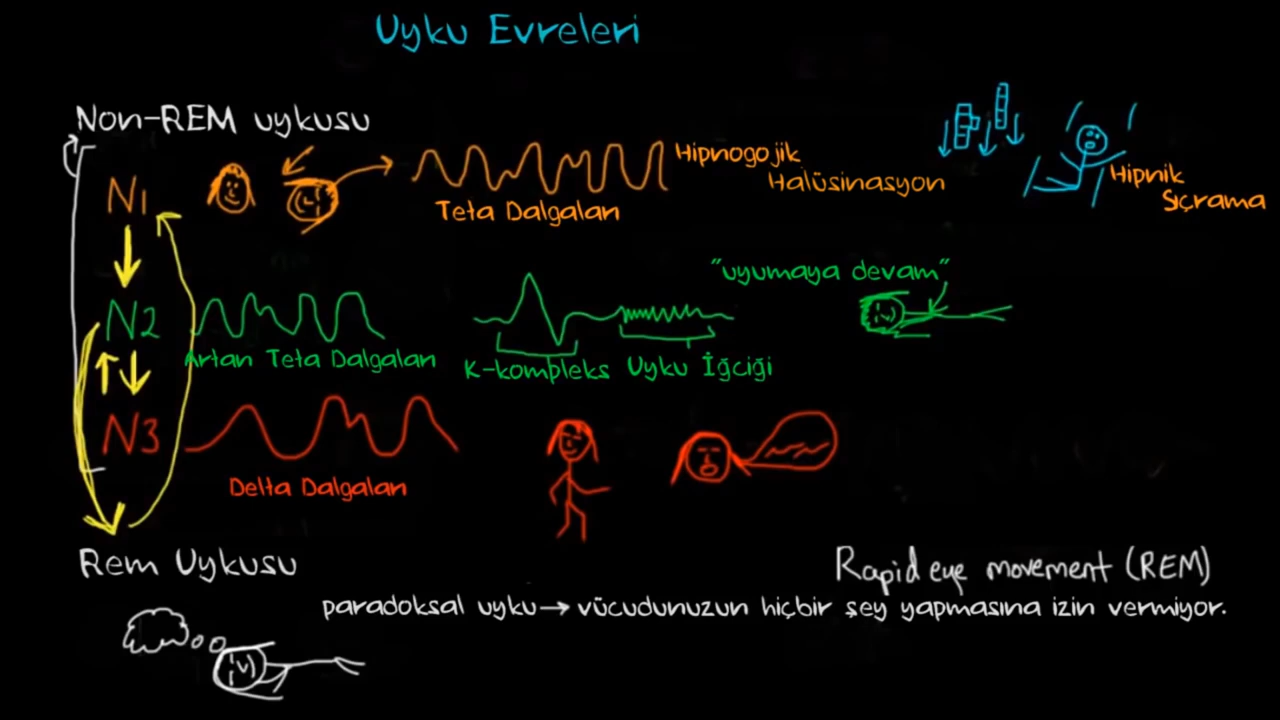 Uyku Evreleri
Non-REM uykusu
N1
Teta Dalgaları
Hipnogojik
Halüsinasyon
Hipnik
Sıçrama
N2
Artan Teta Dalgaları
K-kompleks
Uyku İğciği
"uyumaya devam"
N3
Delta Dalgaları
Rem Uykusu
Rapid eye movement (REM)
paradoksal uyku→vücudunuzun hiçbir şey yapmasına izin vermiyor.